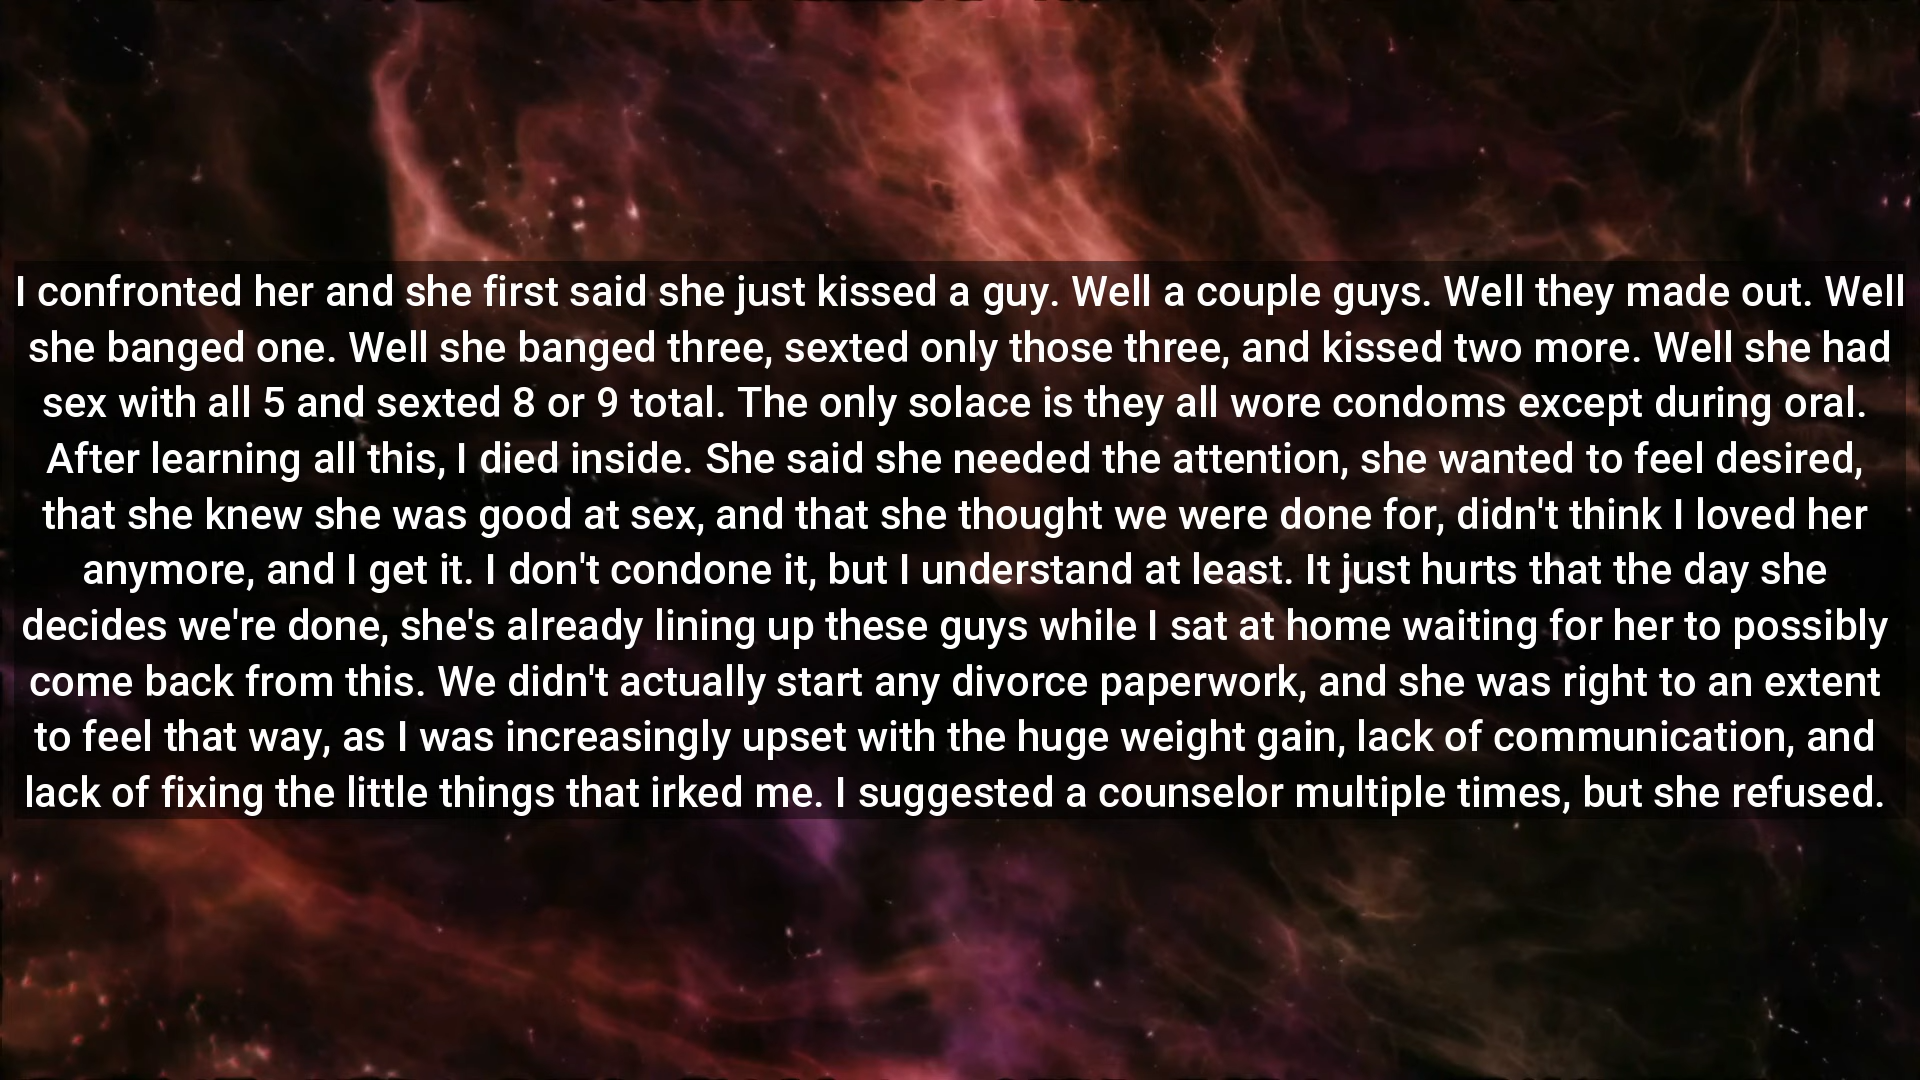 I confronted her and she first said she just kissed a guy. Well a couple guys. Well they made out. Well
she banged one. Well she banged three, sexted only those three, and kissed two more. Well she had
sex with all 5 and sexted 8 or 9 total. The only solace is they all wore condoms except during oral.
After learning all this, I died inside. She said she needed the attention, she wanted to feel desired,
that she knew she was good at sex, and that she thought we were done for, didn't think I loved her
anymore, and I get it. I don't condone it, but I understand at least. It just hurts that the day she
decides we're done, she's already lining up these guys while I sat at home waiting for her to possibly
come back from this. We didn't actually start any divorce paperwork, and she was right to an extent
to feel that way, as I was increasingly upset with the huge weight gain, lack of communication, and
lack of fixing the little things that irked me. I suggested a counselor multiple times, but she refused.